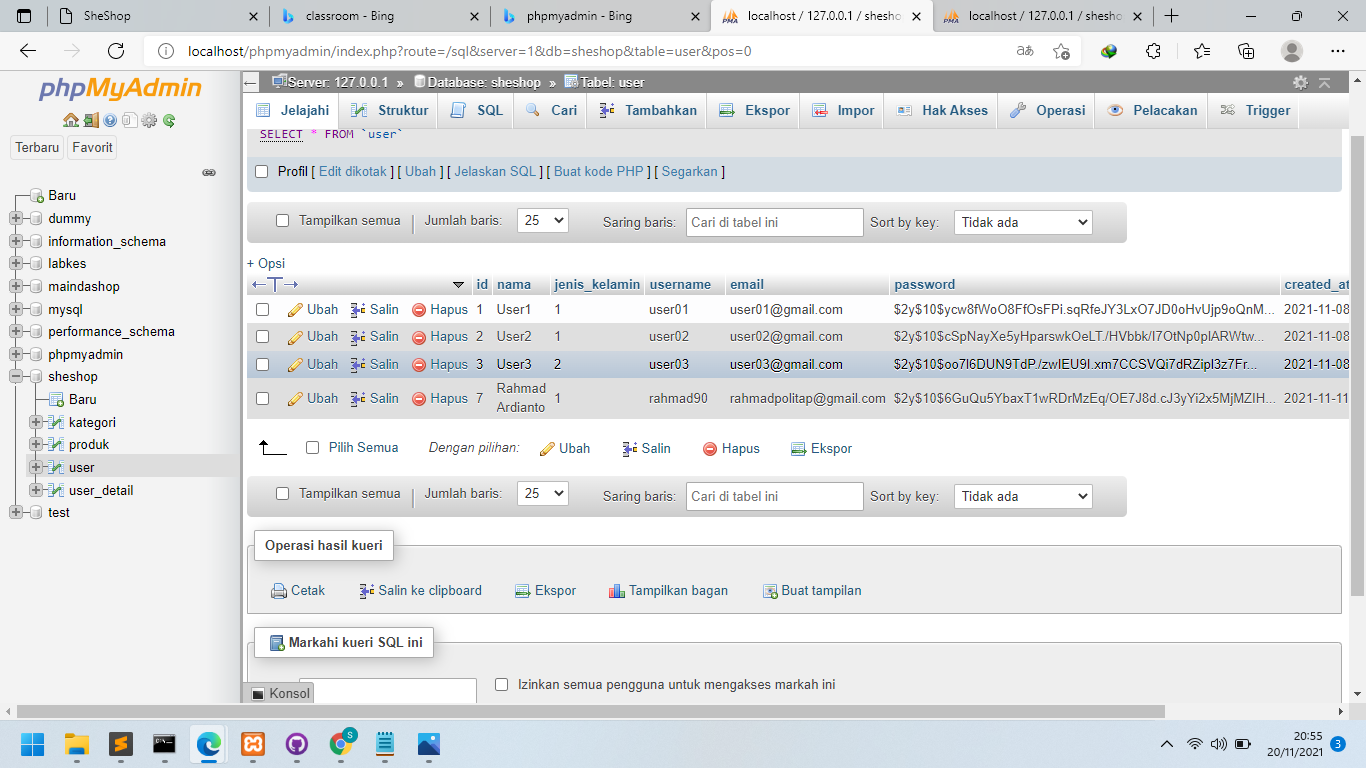 SheShop
classroom - Bing
phpmyadmin - Bing
localhost / 127.0.0.1 / shesho
localhost / 127.0.0.1 / shesho
localhost/phpmyadmin/index.php?route=/sql&server=1&db=sheshop&table=user&pos=0
phpMyAdmin
Terbaru Favorit
Baru
dummy
information_schema
labkes
maindashop
mysql
performance_schema
phpmyadmin
sheshop
Baru
kategori
produk
user
user_detail
test
Server: 127.0.0.1 » Database: sheshop » Tabel: user
Jelajahi Struktur SQL Cari Tambahkan Ekspor Impor Hak Akses Operasi Pelacakan Trigger
SELECT * FROM `user`
Profil [ Edit dikotak ] [ Ubah ] [ Jelaskan SQL ] [ Buat kode PHP ] [ Segarkan ]
Tampilkan semua | Jumlah baris: 25 Saring baris: Cari di tabel ini Sort by key: Tidak ada
+ Opsi
id nama jenis_kelamin username email password created_at
Ubah Salin Hapus 1 User1 1 user01 user01@gmail.com $2y$10$ycw8fWoO8FfOsFPi.sqRfeJY3LxO7JD0oHvUjp9oQnM... 2021-11-08
Ubah Salin Hapus 2 User2 1 user02 user02@gmail.com $2y$10$cSpNayXe5yHparswkOeLT./HVbbk/I7OtNp0plARWtw... 2021-11-08
Ubah Salin Hapus 3 User3 2 user03 user03@gmail.com $2y$10$oo7I6DUN9TdP./zwIEU9I.xm7CCSVQi7dRZipl3z7Fr... 2021-11-08
Ubah Salin Hapus 7 Rahmad Ardianto 1 rahmad90 rahmadpolitap@gmail.com $2y$10$6GuQu5YbaxT1wRDrMzEq/OE7J8d.cJ3yYi2x5MjMZIH... 2021-11-11
Pilih Semua Dengan pilihan: Ubah Salin Hapus Ekspor
Tampilkan semua | Jumlah baris: 25 Saring baris: Cari di tabel ini Sort by key: Tidak ada
Operasi hasil kueri
Cetak Salin ke clipboard Ekspor Tampilkan bagan Buat tampilan
Markahi kueri SQL ini
Izinkan semua pengguna untuk mengakses markah ini
Konsol
S
20:55
20/11/2021
3